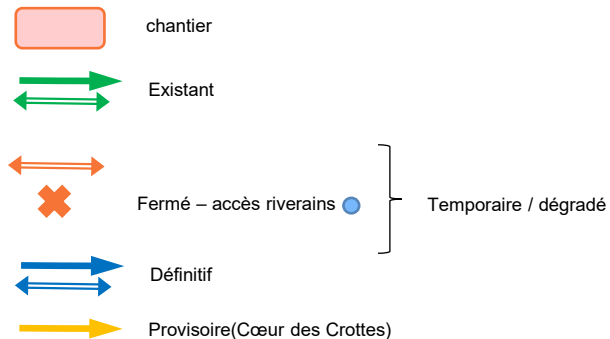 chantier
Existant
Fermé – accès riverains
Temporaire / dégradé
Définitif
Provisoire(Cœur des Crottes)